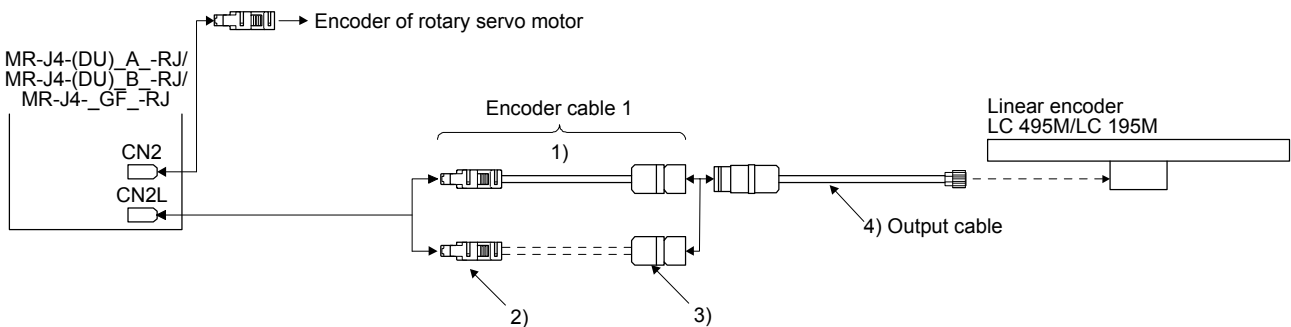 Encoder of rotary servo motor
MR-J4-(DU)_A_-RJ/
MR-J4-(DU)_B_-RJ/
MR-J4-_GF_-RJ
Encoder cable 1
Linear encoder
LC 495M/LC 195M
CN2
1)
CN2L
4) Output cable
2)
3)